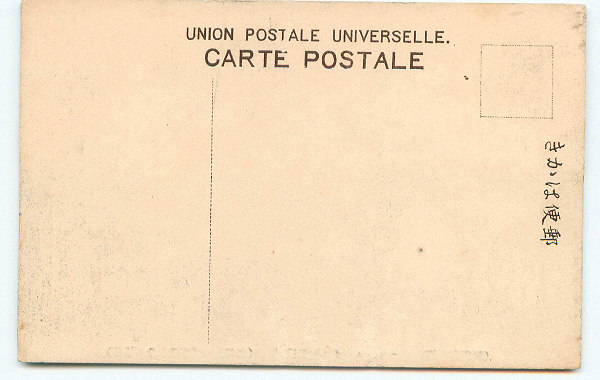 UNION POSTALE UNIVERSELLE.
CARTE POSTALE
郵便はかき